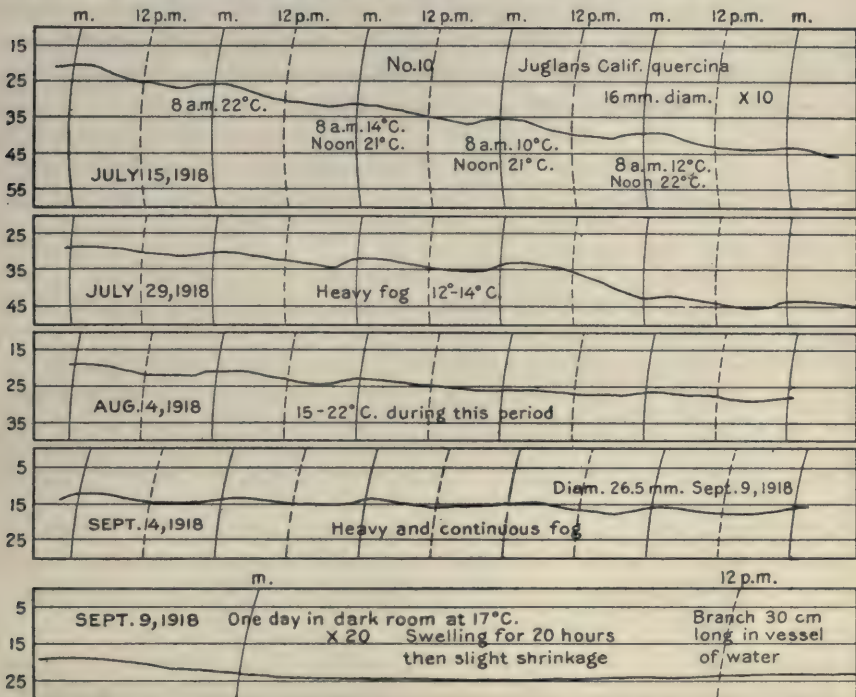 m. 12 p.m. m. 12 p.m. m. 12 p.m. m. 12 p.m. m. 12 p.m. m.
15
No.10 Juglans Calif. quercina
25
8 a.m. 22°C. 16 mm. diam. X 10
35
8 a.m. 14°C. 8 a.m. 10°C.
Noon 21°C. Noon 21°C. 8 a.m. 12°C.
45
Noon 22°C.
JULY 15, 1918
55
25
35
JULY 29, 1918 Heavy fog 12°-14°C.
45
15
25
AUG. 14, 1918 15-22°C. during this period
35
5
Diam. 26.5 mm. Sept. 9, 1918
15
SEPT. 14, 1918 Heavy and continuous fog
25
m. 12 p.m.
5
SEPT. 9, 1918 One day in dark room at 17°C. Branch 30 cm
X 20 Swelling for 20 hours long in vessel
15
then slight shrinkage of water
25